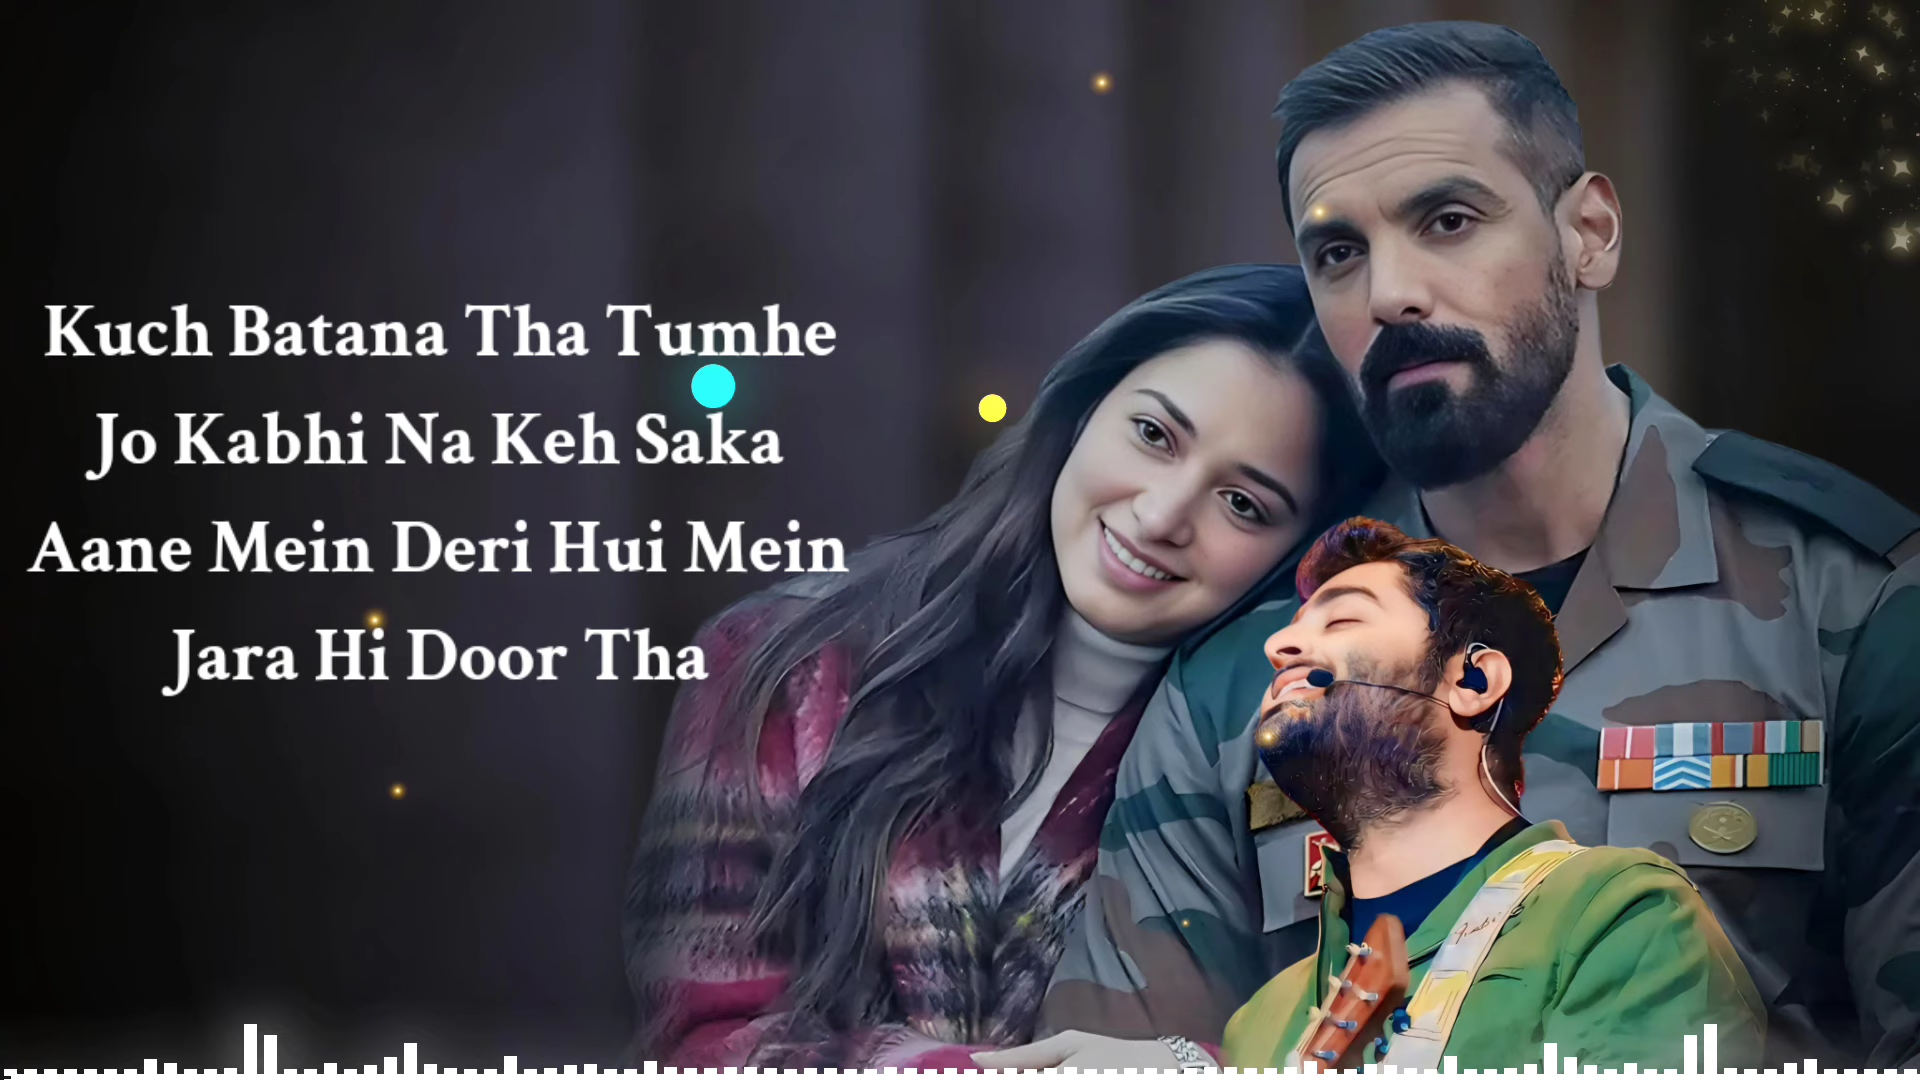 Kuch Batana Tha Tumhe
Jo Kabhi Na Keh Saka
Aane Mein Deri Hui Mein
Jara Hi Door Tha